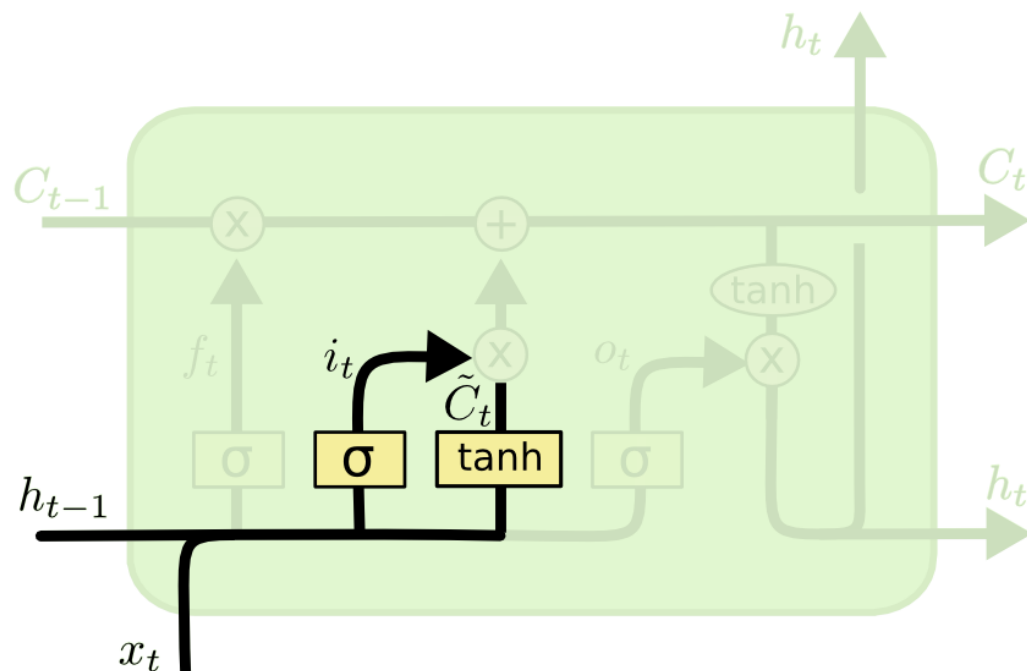 h_t
C_{t-1}
C_t
x
+
tanh
f_t
i_t
x
o_t
x
C̃_t
σ
σ
tanh
σ
h_{t-1}
h_t
x_t